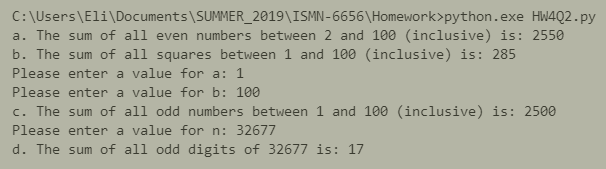 C:\Users\Eli\Documents\SUMMER_2019\ISMN-6656\Homework>python.exe HW4Q2.py
a. The sum of all even numbers between 2 and 100 (inclusive) is: 2550
b. The sum of all squares between 1 and 100 (inclusive) is: 285
Please enter a value for a: 1
Please enter a value for b: 100
c. The sum of all odd numbers between 1 and 100 (inclusive) is: 2500
Please enter a value for n: 32677
d. The sum of all odd digits of 32677 is: 17